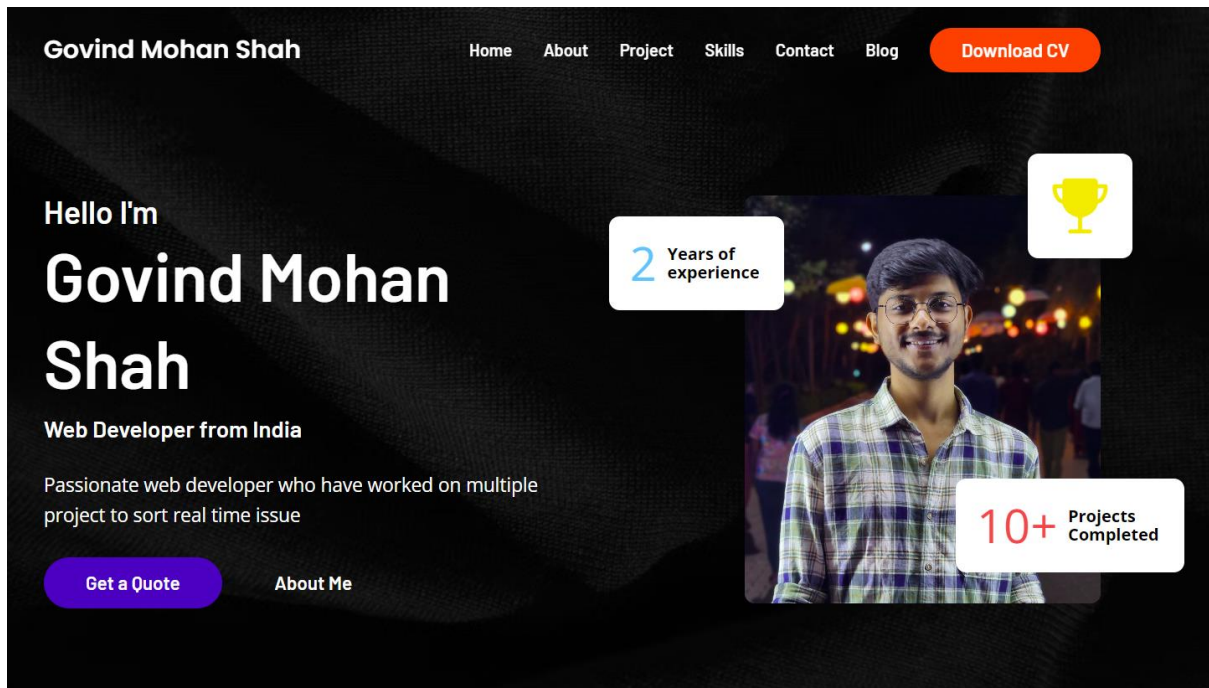 Govind Mohan Shah
Home About Project Skills Contact Blog Download CV
Hello I'm
Govind Mohan
Shah
Web Developer from India
Passionate web developer who have worked on multiple
project to sort real time issue
Get a Quote About Me
2 Years of
experience
10+ Projects
Completed